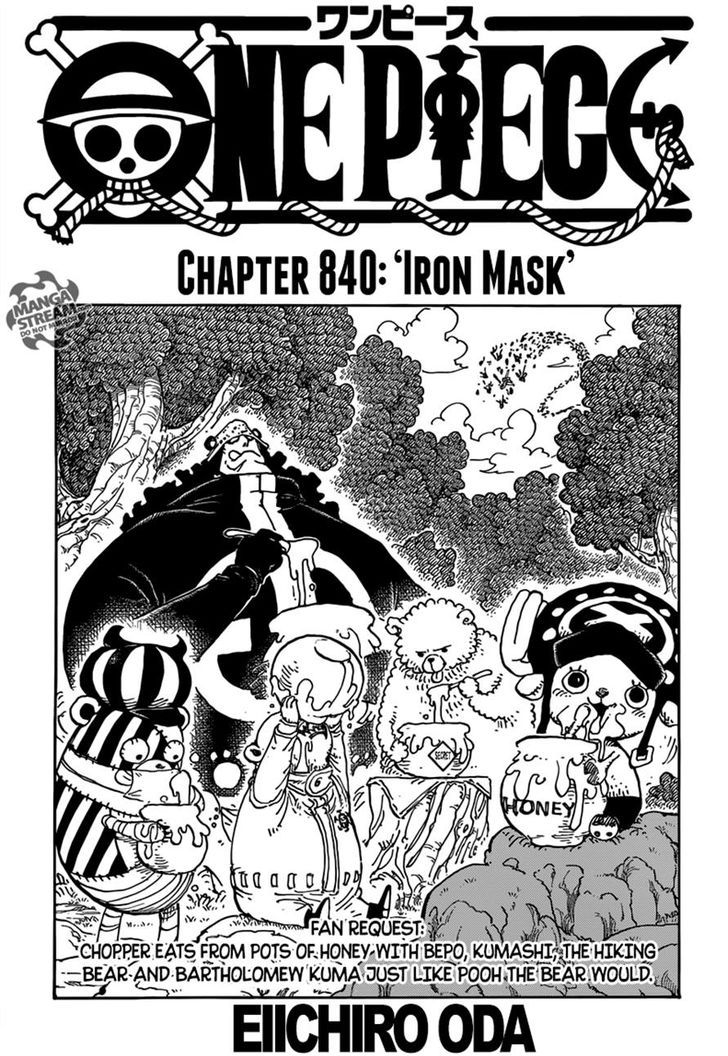 ワンピース
ONE PIECE
CHAPTER 840: ‘IRON MASK’
MANGA
STREAM
DO NOT M
SECRET
HONEY
FAN REQUEST:
CHOPPER EATS FROM POTS OF HONEY WITH BEPO, KUMASHI, THE HIKING
BEAR AND BARTHOLOMEW KUMA JUST LIKE POOH THE BEAR WOULD.
EIICHIRO ODA